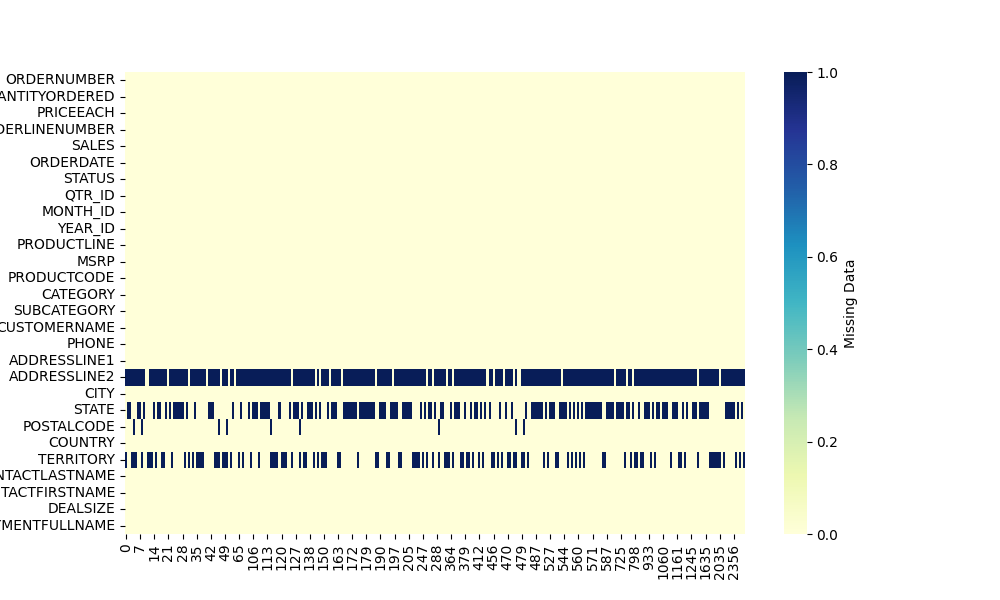 ORDERNUMBER
ANTITYORDERED
PRICEEACH
DERLINENUMBER
SALES
ORDERDATE
STATUS
QTR_ID
MONTH_ID
YEAR_ID
PRODUCTLINE
MSRP
PRODUCTCODE
CATEGORY
SUBCATEGORY
CUSTOMERNAME
PHONE
ADDRESSLINE1
ADDRESSLINE2
CITY
STATE
POSTALCODE
COUNTRY
TERRITORY
NTACTLASTNAME
TACTFIRSTNAME
DEALSIZE
YMENTFULLNAME
0 7 14 21 28 35 42 49 65 106 113 120 127 138 150 163 172 179 190 197 205 247 288 364 379 412 456 470 479 487 527 544 560 571 587 725 798 933 1060 1161 1245 1635 2035 2356
1.0
0.8
0.6
0.4
0.2
0.0
Missing Data